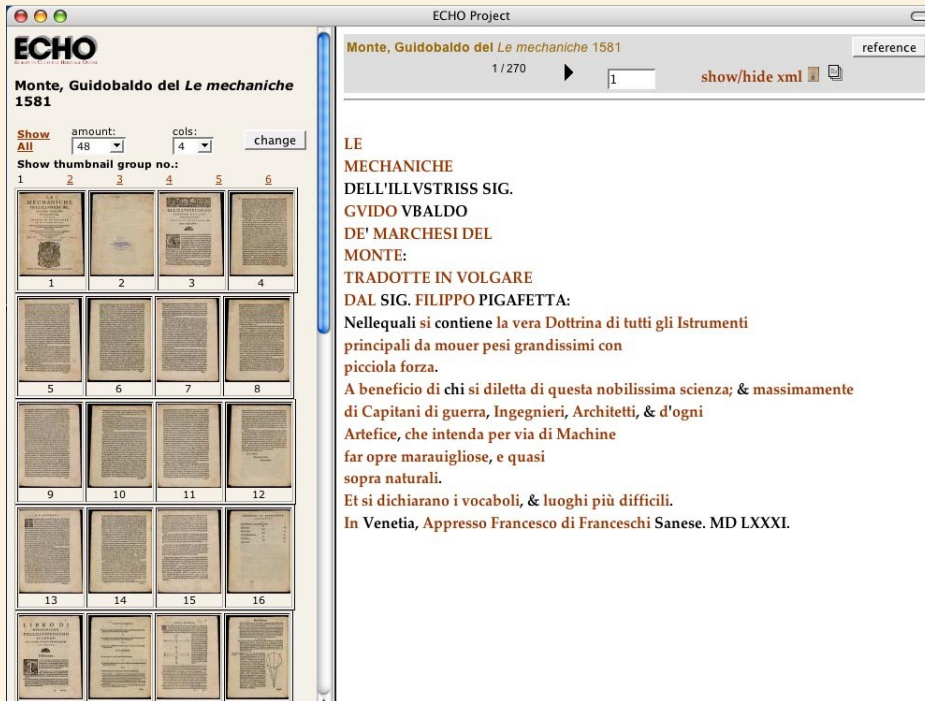 ECHO Project
ECHO
Monte, Guidobaldo del Le mechaniche
1581
Show All
amount:
48
cols:
4
change
Show thumbnail group no.:
1 2 3 4 5 6
1 2 3 4
5 6 7 8
9 10 11 12
13 14 15 16
Monte, Guidobaldo del Le mechaniche 1581
reference
1 / 270
1
show/hide xml
LE
MECHANICHE
DELL'ILLVSTRISS SIG.
GVIDO VBALDO
DE' MARCHESI DEL
MONTE:
TRADOTTE IN VOLGARE
DAL SIG. FILIPPO PIGAFETTA:
Nellequali si contiene la vera Dottrina di tutti gli Istrumenti
principali da mouer pesi grandissimi con
picciola forza.
A beneficio di chi si diletta di questa nobilissima scienza; & massimamente
di Capitani di guerra, Ingegnieri, Architetti, & d'ogni
Artefice, che intenda per via di Machine
far opre marauigliose, e quasi
sopra naturali.
Et si dichiarano i vocaboli, & luoghi più difficili.
In Venetia, Appresso Francesco di Franceschi Sanese. MD LXXXI.